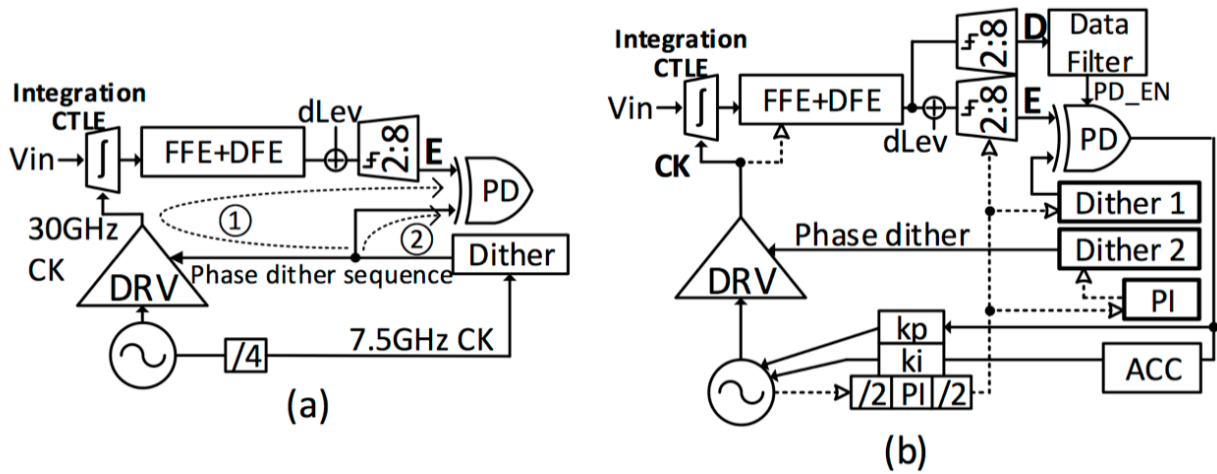 Integration
CTLE
Vin
∫
FFE+DFE
dLev
2:8
E
PD
1
2
30GHz
CK
DRV
Phase dither sequence
Dither
/4
7.5GHz CK
(a)
Integration
CTLE
Vin
∫
FFE+DFE
dLev
2:8
D
Data
Filter
PD_EN
2:8
E
PD
CK
Dither 1
Phase dither
Dither 2
DRV
PI
kp
ki
ACC
/2 PI /2
(b)